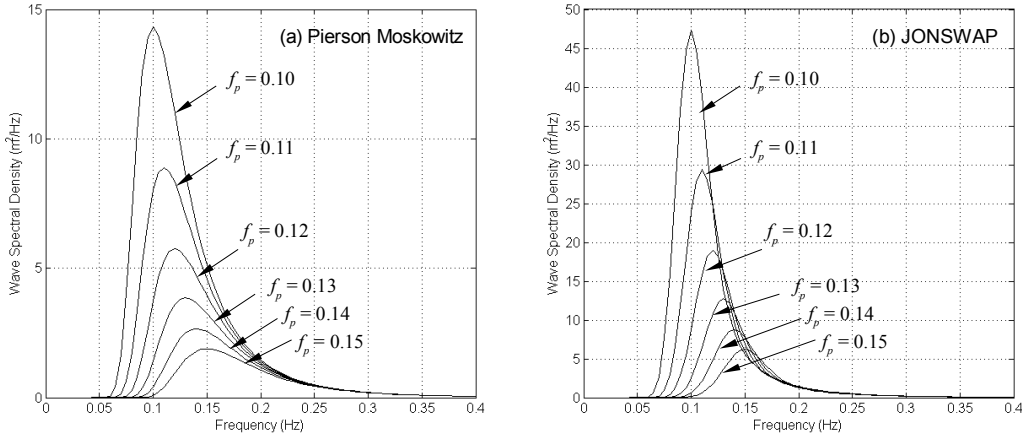 (a) Pierson Moskowitz
15
10
5
0
Wave Spectral Density (m²/Hz)
f_p = 0.10
f_p = 0.11
f_p = 0.12
f_p = 0.13
f_p = 0.14
f_p = 0.15
0 0.05 0.1 0.15 0.2 0.25 0.3 0.35 0.4
Frequency (Hz)
(b) JONSWAP
50
45
40
35
30
25
20
15
10
5
0
Wave Spectral Density (m²/Hz)
f_p = 0.10
f_p = 0.11
f_p = 0.12
f_p = 0.13
f_p = 0.14
f_p = 0.15
0 0.05 0.1 0.15 0.2 0.25 0.3 0.35 0.4
Frequency (Hz)